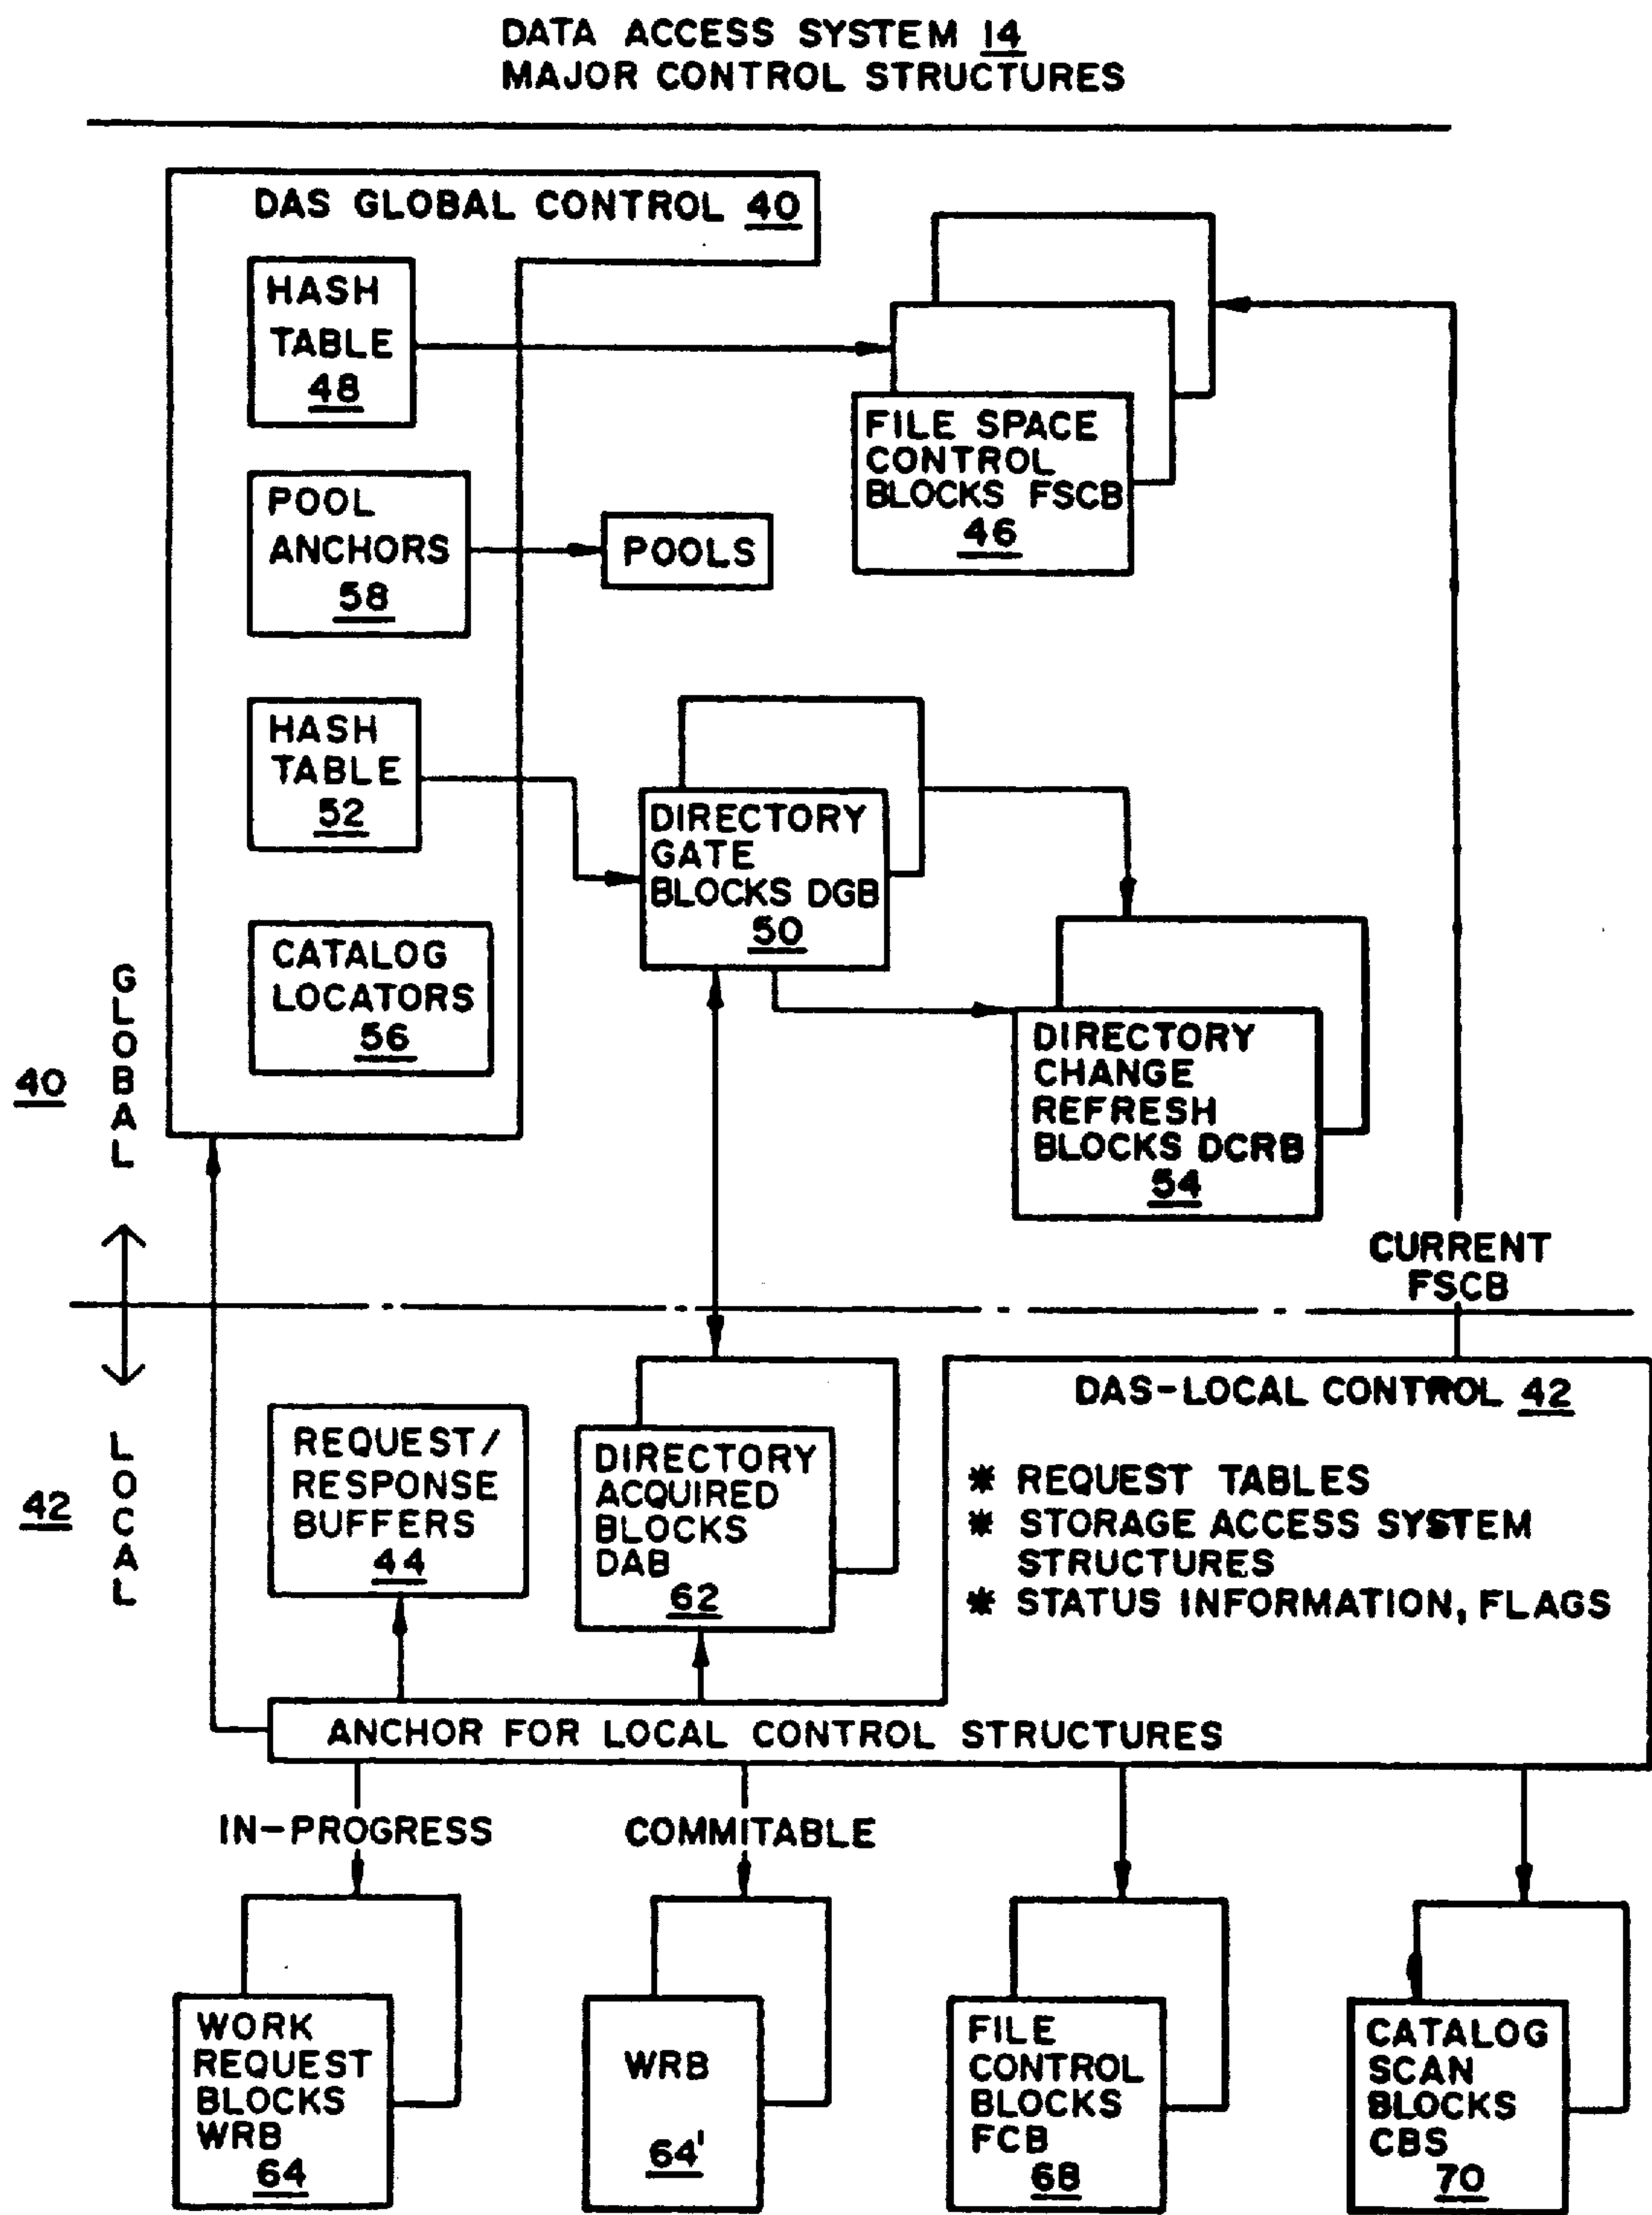 DATA ACCESS SYSTEM 14
MAJOR CONTROL STRUCTURES
DAS GLOBAL CONTROL 40
HASH
TABLE
48
FILE SPACE
CONTROL
BLOCKS FSCB
46
POOL
ANCHORS
58
POOLS
HASH
TABLE
52
DIRECTORY
GATE
BLOCKS DGB
50
CATALOG
LOCATORS
56
DIRECTORY
CHANGE
REFRESH
BLOCKS DCRB
54
40
GLOBAL
CURRENT
FSCB
42
LOCAL
REQUEST/
RESPONSE
BUFFERS
44
DIRECTORY
ACQUIRED
BLOCKS
DAB
62
DAS-LOCAL CONTROL 42
* REQUEST TABLES
* STORAGE ACCESS SYSTEM
STRUCTURES
* STATUS INFORMATION, FLAGS
ANCHOR FOR LOCAL CONTROL STRUCTURES
IN-PROGRESS
COMMITABLE
WORK
REQUEST
BLOCKS
WRB
64
WRB
64'
FILE
CONTROL
BLOCKS
FCB
68
CATALOG
SCAN
BLOCKS
CBS
70